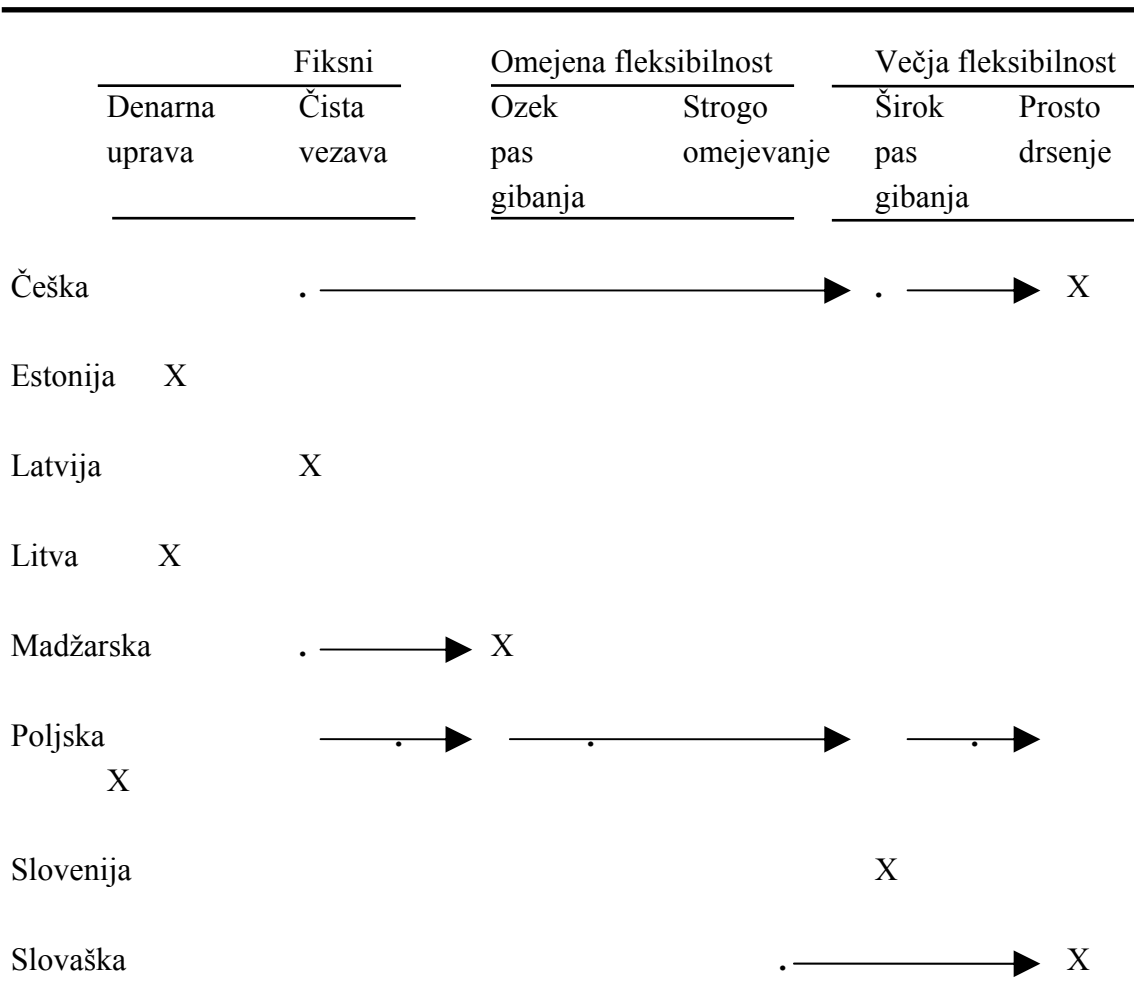 Fiksni Omejena fleksibilnost Večja fleksibilnost
Denarna Čista Ozek Strogo Širok Prosto
uprava vezava pas omejevanje pas drsenje
gibanja gibanja
Češka . . X
Estonija X
Latvija X
Litva X
Madžarska . X
Poljska . . .
X
Slovenija X
Slovaška . X